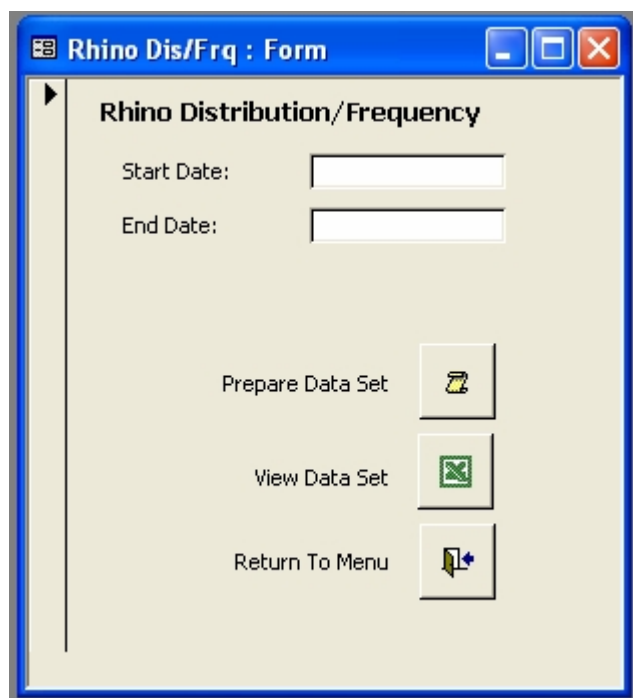 Rhino Dis/Frq : Form
Rhino Distribution/Frequency
Start Date:
End Date:
Prepare Data Set
View Data Set
Return To Menu